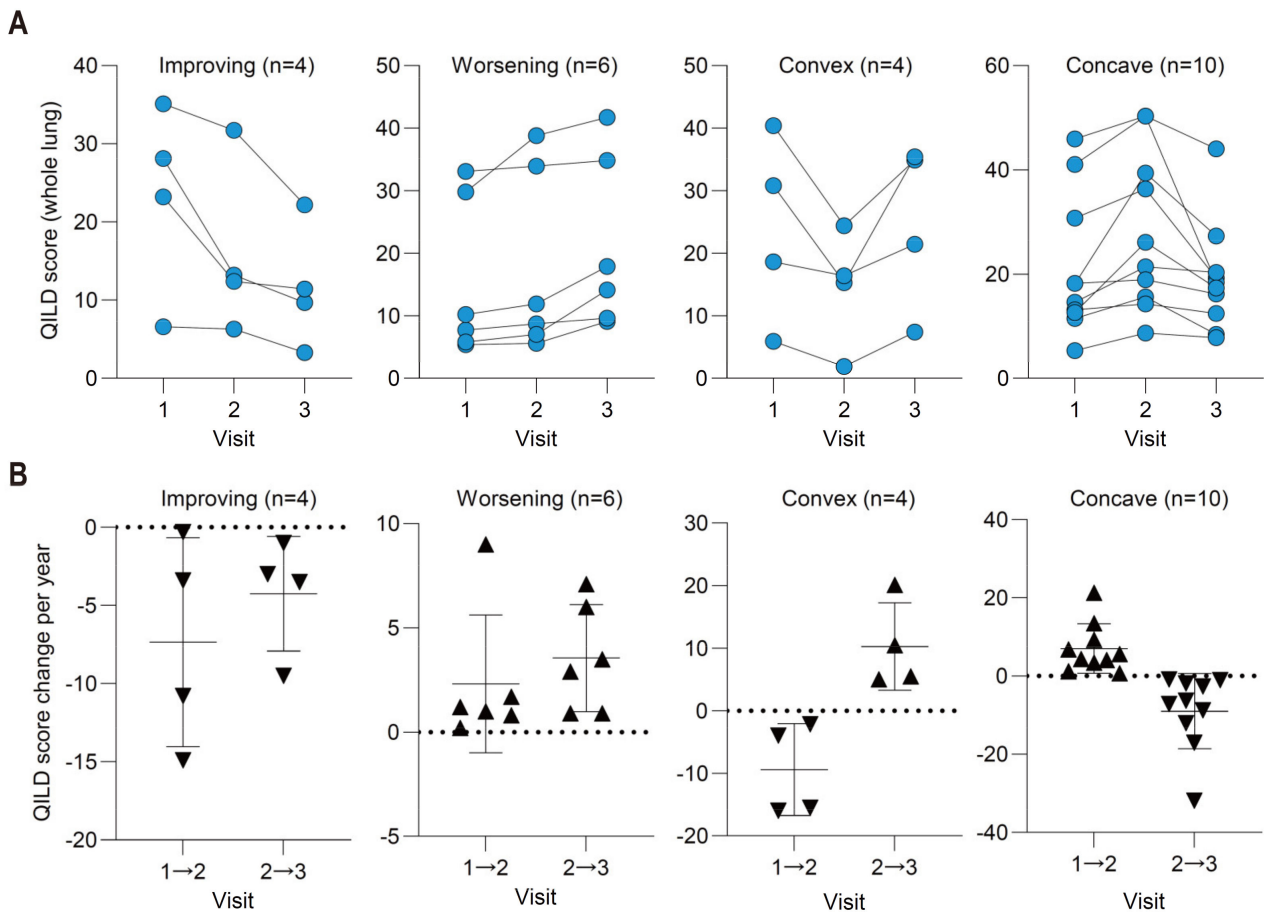 A
Improving (n=4)
Worsening (n=6)
Convex (n=4)
Concave (n=10)
QILD score (whole lung)
40
30
20
10
0
50
40
30
20
10
0
50
40
30
20
10
0
60
40
20
0
1 2 3
1 2 3
1 2 3
1 2 3
Visit
Visit
Visit
Visit
B
Improving (n=4)
Worsening (n=6)
Convex (n=4)
Concave (n=10)
QILD score change per year
0
-5
-10
-15
-20
10
5
0
-5
30
20
10
0
-10
-20
40
20
0
-20
-40
1→2 2→3
1→2 2→3
1→2 2→3
1→2 2→3
Visit
Visit
Visit
Visit